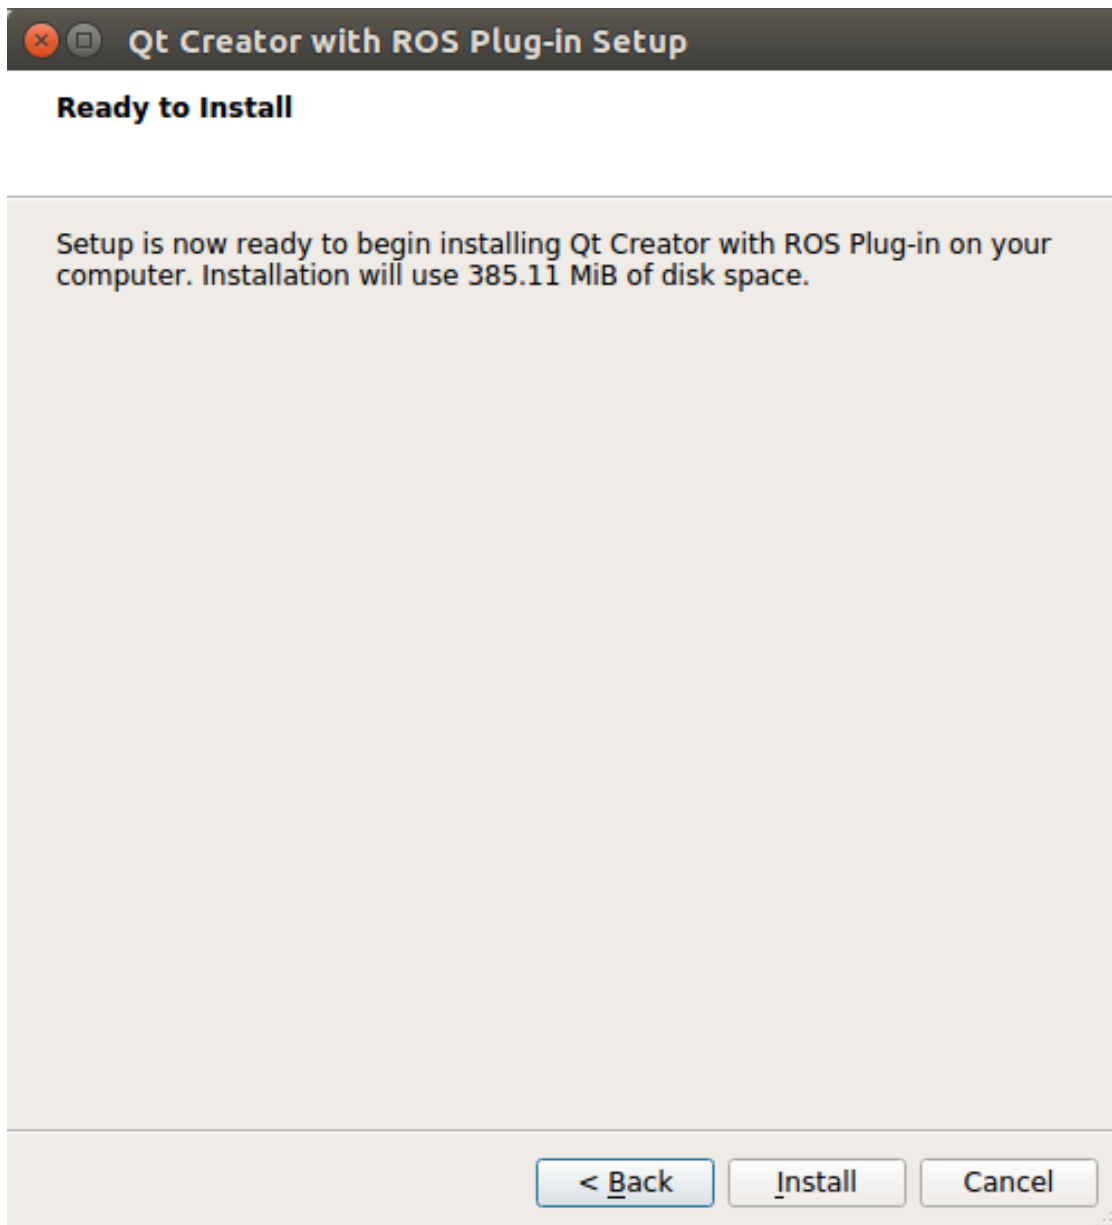 Qt Creator with ROS Plug-in Setup
Ready to Install
Setup is now ready to begin installing Qt Creator with ROS Plug-in on your
computer. Installation will use 385.11 MiB of disk space.
< Back
Install
Cancel